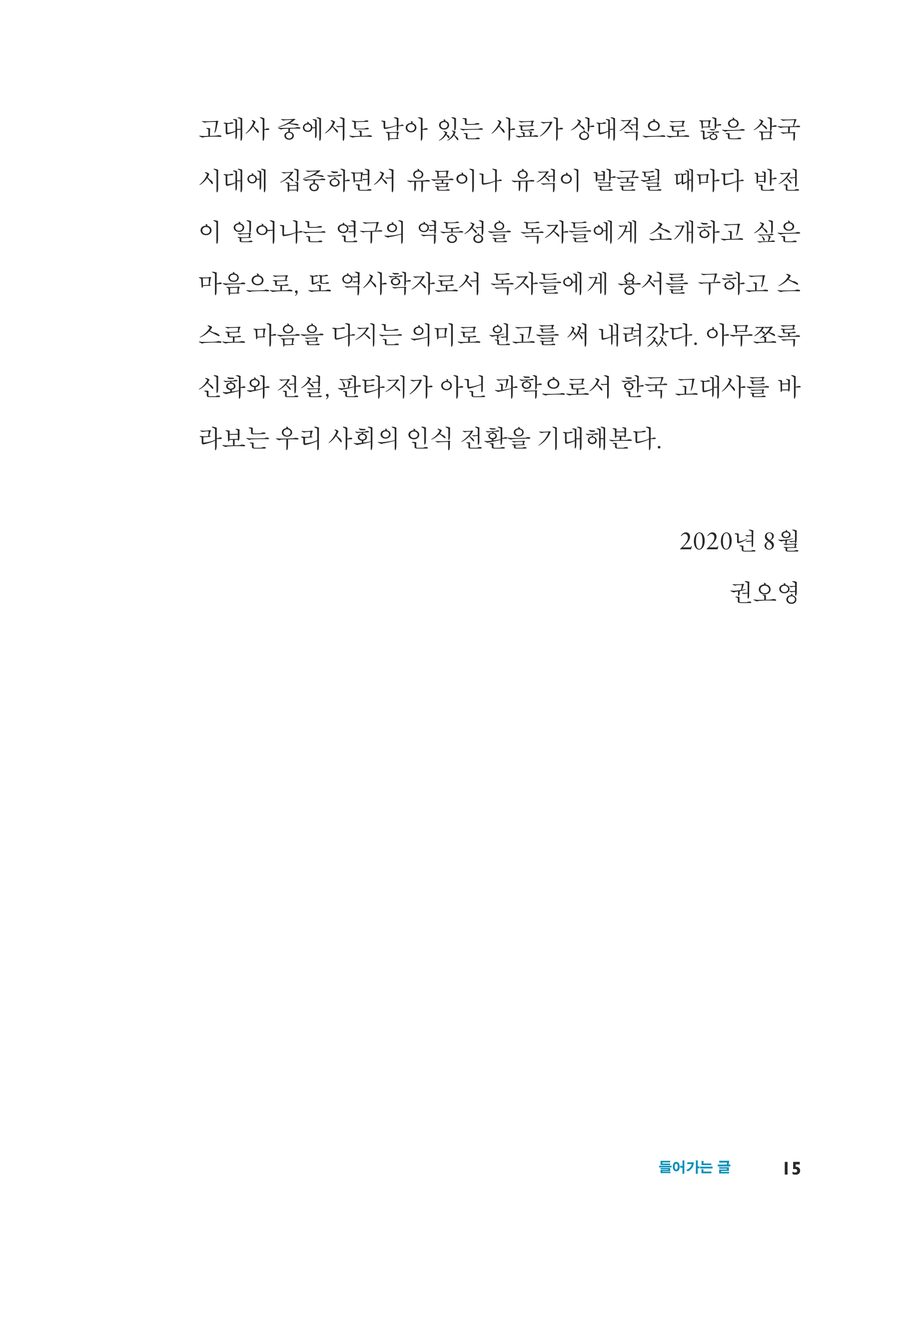 고대사 중에서도 남아 있는 사료가 상대적으로 많은 삼국
시대에 집중하면서 유물이나 유적이 발굴될 때마다 반전
이 일어나는 연구의 역동성을 독자들에게 소개하고 싶은
마음으로, 또 역사학자로서 독자들에게 용서를 구하고 스
스로 마음을 다지는 의미로 원고를 써 내려갔다. 아무쪼록
신화와 전설, 판타지가 아닌 과학으로서 한국 고대사를 바
라보는 우리 사회의 인식 전환을 기대해본다.
2020년 8월
권오영
들어가는 글 15